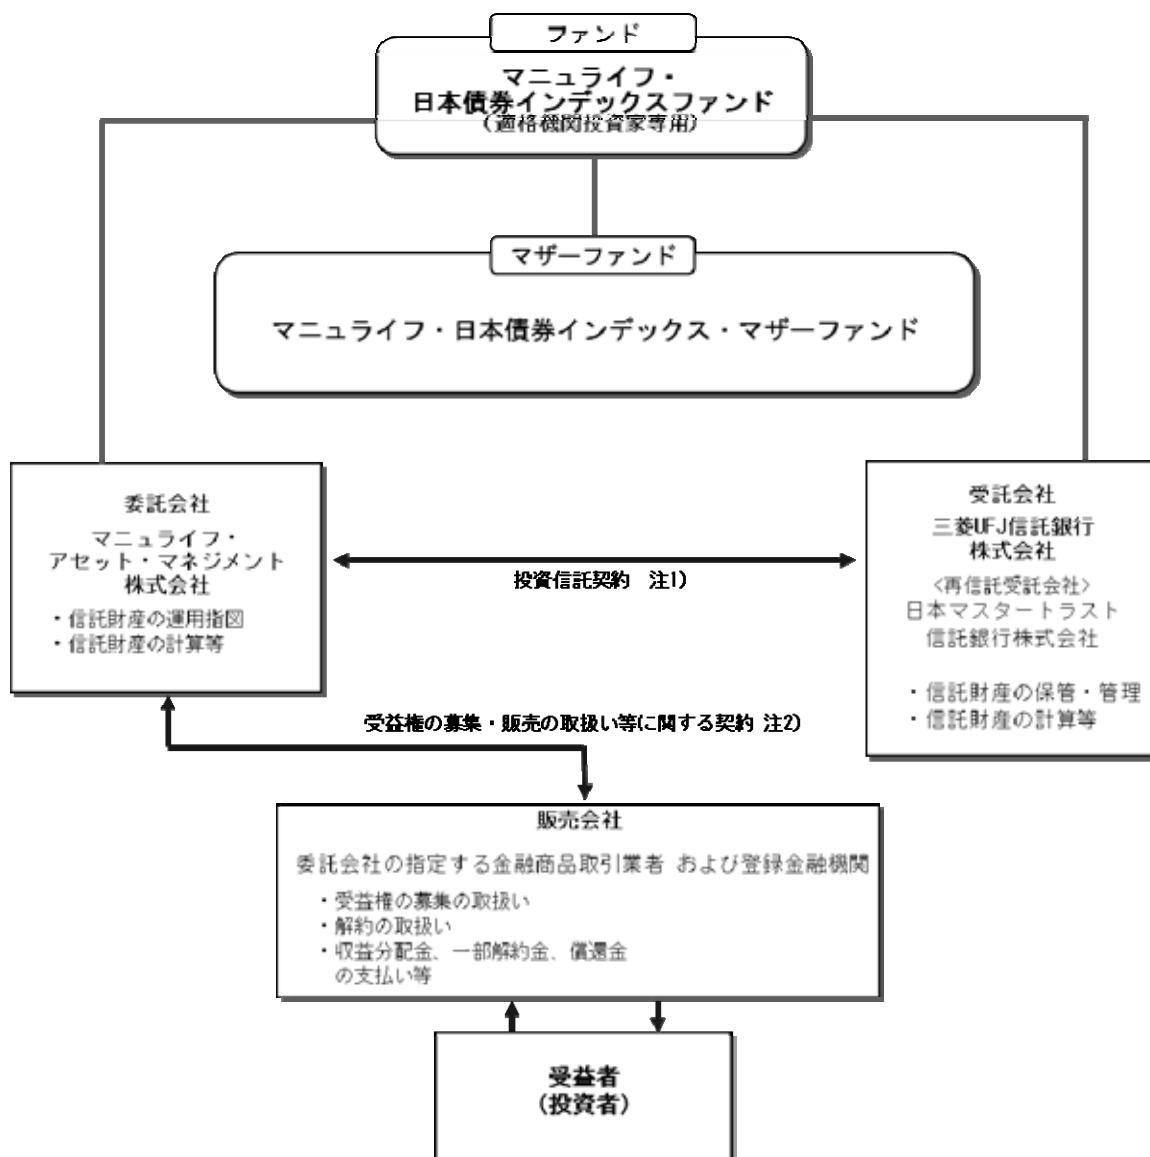 ファンド
マニュライフ・
日本債券インデックスファンド
(適格機関投資家専用)
マザーファンド
マニュライフ・日本債券インデックス・マザーファンド
委託会社
マニュライフ・
アセット・マネジメント
株式会社
・信託財産の運用指図
・信託財産の計算等
投資信託契約 注1)
受託会社
三菱UFJ信託銀行
株式会社
<再信託受託会社>
日本マスタートラスト
信託銀行株式会社
・信託財産の保管・管理
・信託財産の計算等
受益権の募集・販売の取扱い等に関する契約 注2)
販売会社
委託会社の指定する金融商品取引業者 および登録金融機関
・受益権の募集の取扱い
・解約の取扱い
・収益分配金、一部解約金、償還金
の支払い等
受益者
(投資者)